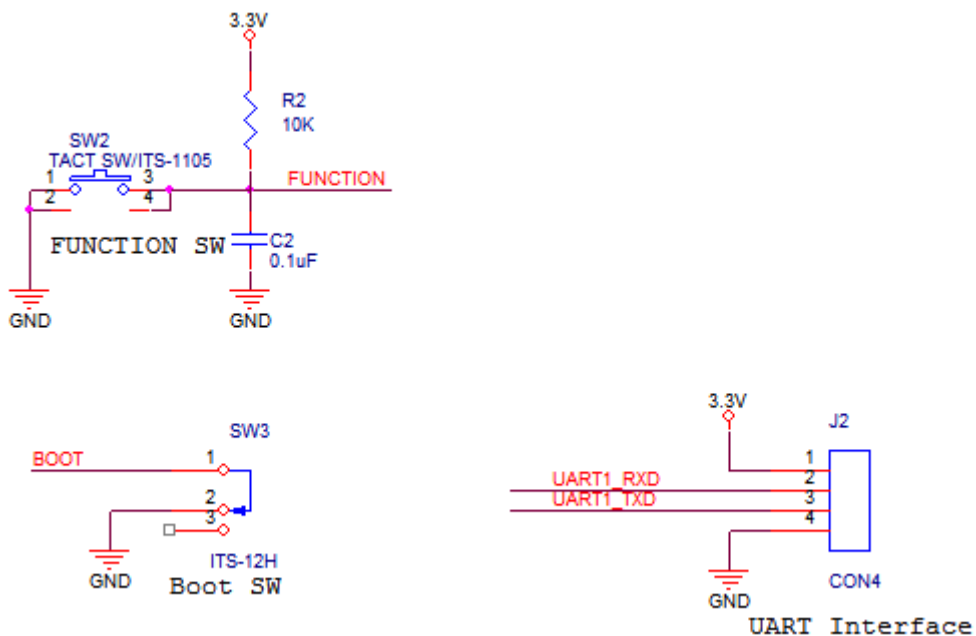 3.3V
R2
10K
SW2
TACT SW/ITS-1105
1
3
FUNCTION
2
4
FUNCTION SW
C2
0.1uF
GND
GND
3.3V
J2
SW3
BOOT
1
1
UART1_RXD
2
2
UART1_TXD
3
3
4
ITS-12H
GND
Boot SW
CON4
GND
UART Interface